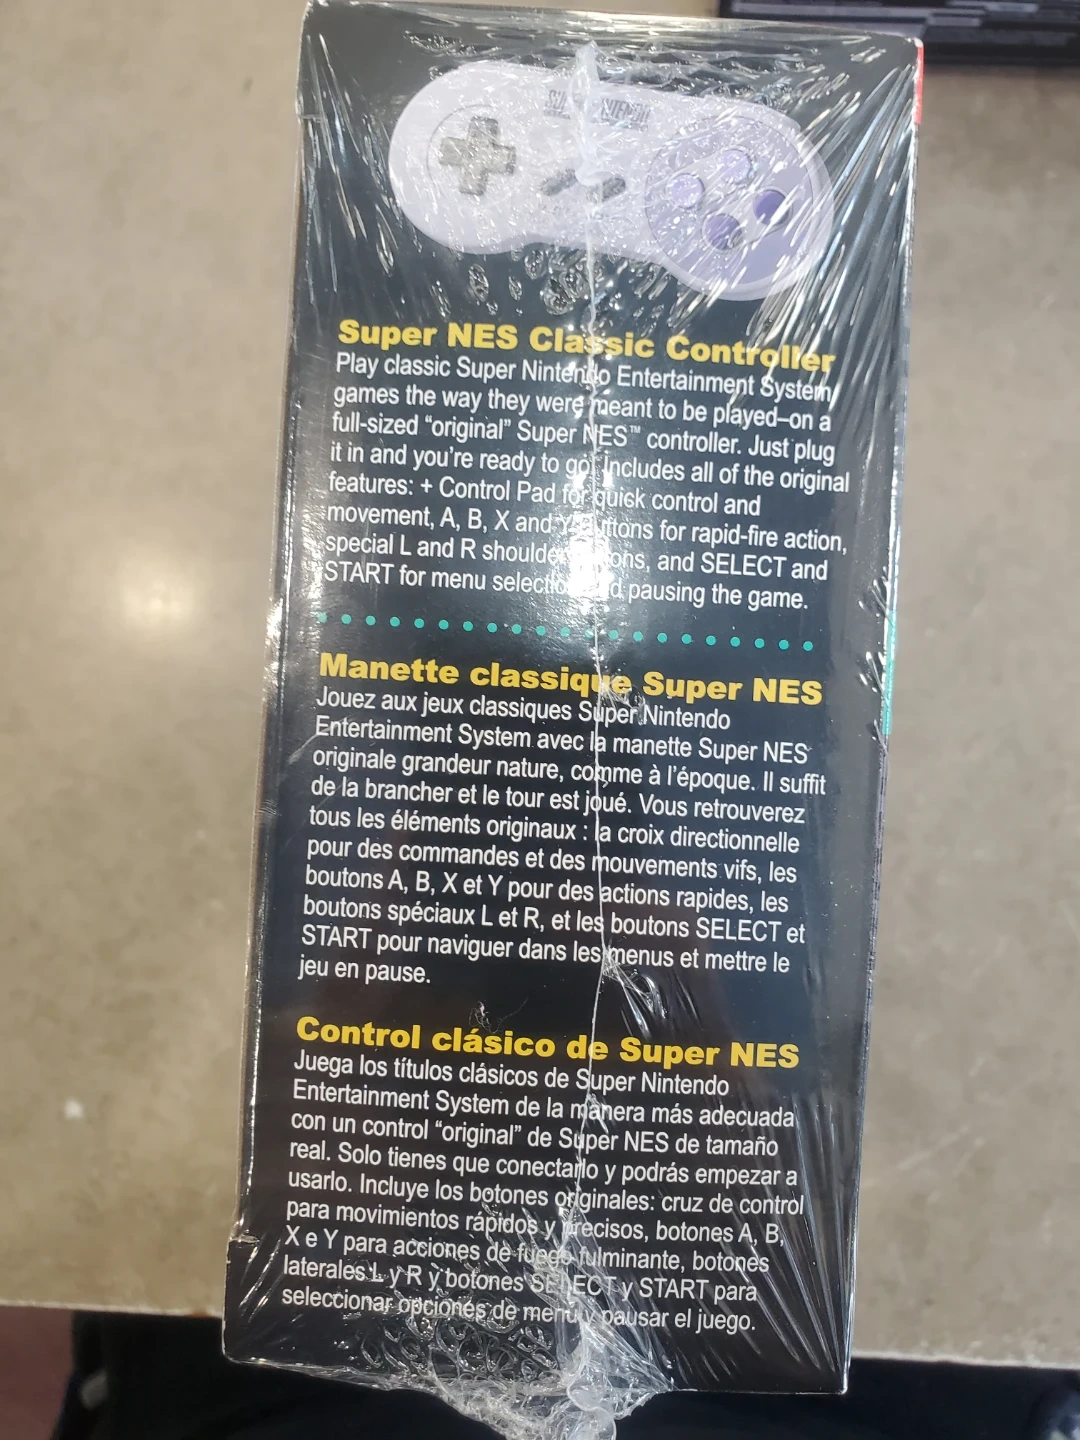 SUPER NINTENDO
Super NES Classic Controller
Play classic Super Nintendo Entertainment System
games the way they were meant to be played–on a
full-sized “original” Super NES™ controller. Just plug
it in and you’re ready to go! Includes all of the original
features: + Control Pad for quick control and
movement, A, B, X and Y buttons for rapid-fire action,
special L and R shoulder buttons, and SELECT and
START for menu selection and pausing the game.
Manette classique Super NES
Jouez aux jeux classiques Super Nintendo
Entertainment System avec la manette Super NES
originale grandeur nature, comme à l’époque. Il suffit
de la brancher et le tour est joué. Vous retrouverez
tous les éléments originaux : la croix directionnelle
pour des commandes et des mouvements vifs, les
boutons A, B, X et Y pour des actions rapides, les
boutons spéciaux L et R, et les boutons SELECT et
START pour naviguer dans les menus et mettre le
jeu en pause.
Control clásico de Super NES
Juega los títulos clásicos de Super Nintendo
Entertainment System de la manera más adecuada
con un control “original” de Super NES de tamaño
real. Solo tienes que conectarlo y podrás empezar a
usarlo. Incluye los botones originales: cruz de control
para movimientos rápidos y precisos, botones A, B,
X e Y para acciones de fuego fulminante, botones
laterales L y R y botones SELECT y START para
seleccionar opciones de menú y pausar el juego.